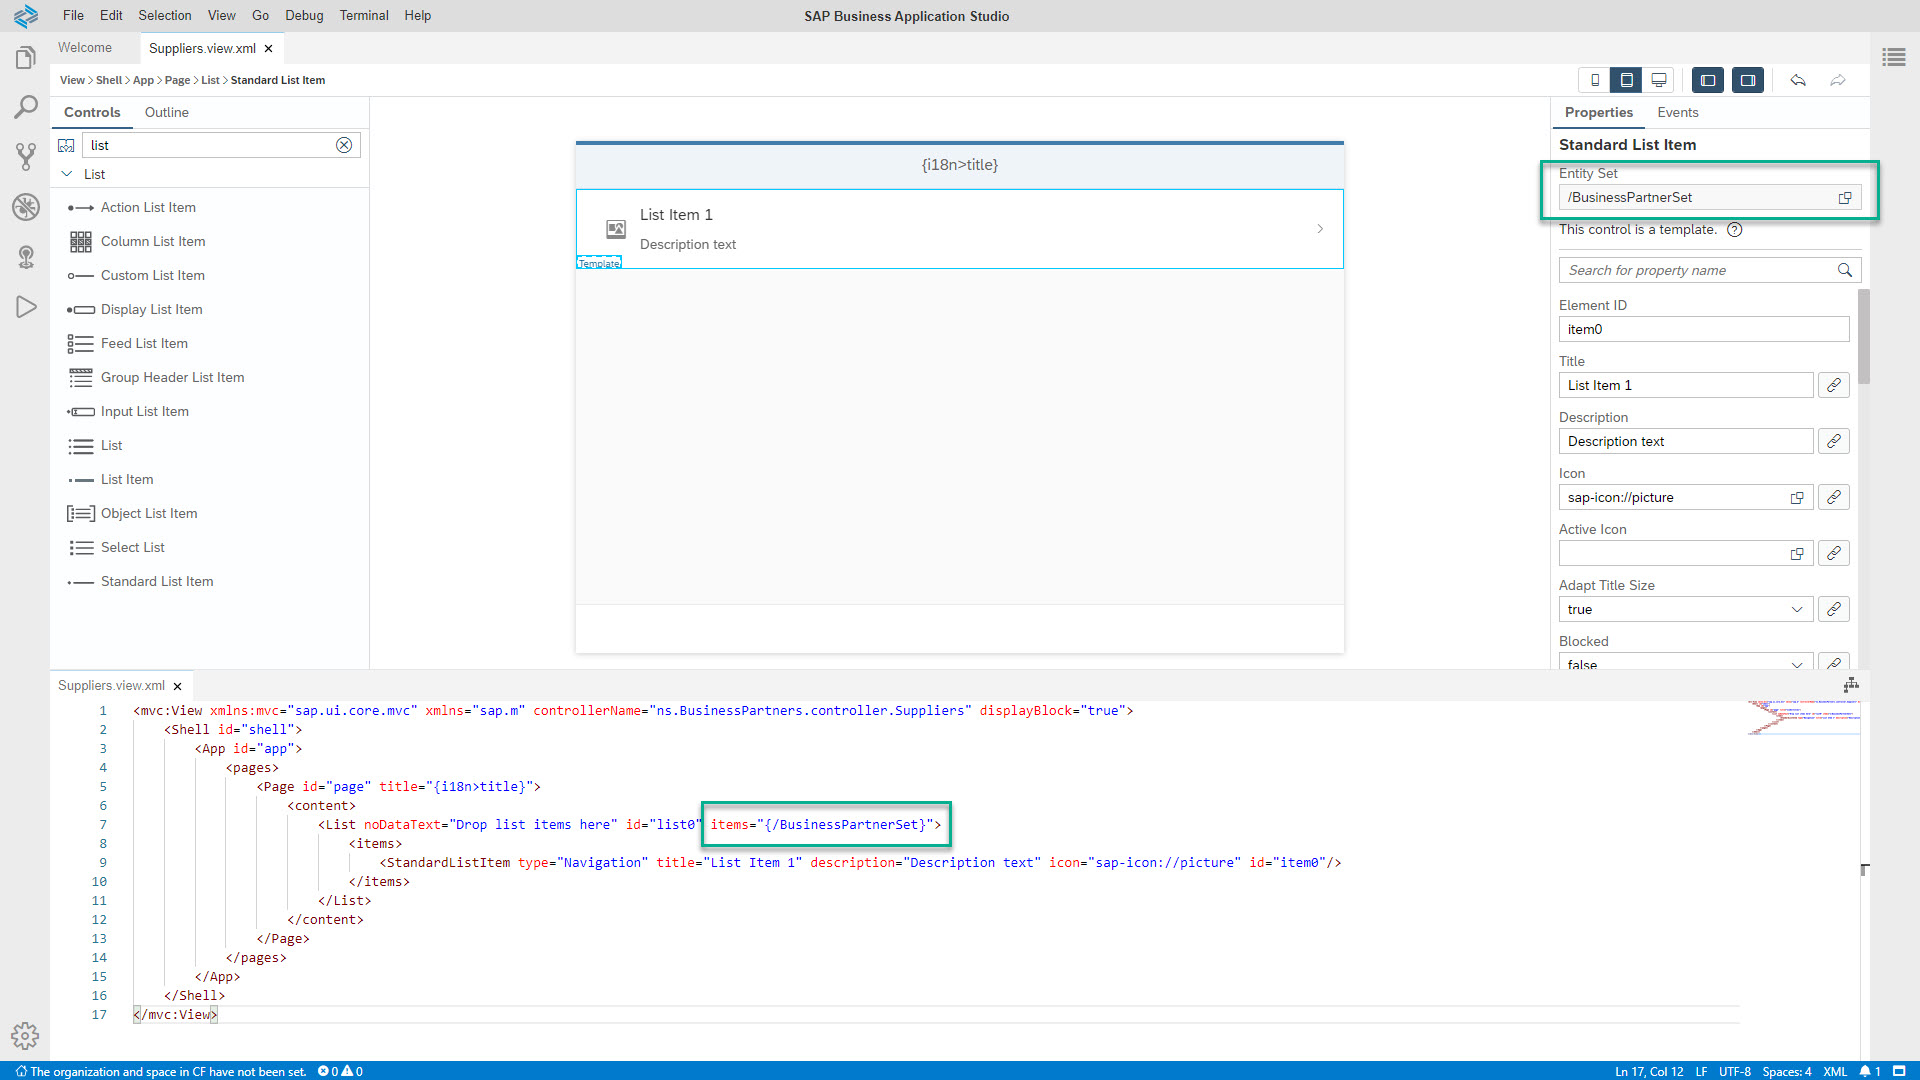 File Edit Selection View Go Debug Terminal Help
SAP Business Application Studio
Welcome
Suppliers.view.xml
View > Shell > App > Page > List > Standard List Item
Controls
Outline
list
List
Action List Item
Column List Item
Custom List Item
Display List Item
Feed List Item
Group Header List Item
Input List Item
List
List Item
Object List Item
Select List
Standard List Item
{i18n>title}
List Item 1
Description text
Template
Properties
Events
Standard List Item
Entity Set
/BusinessPartnerSet
This control is a template.
Search for property name
Element ID
item0
Title
List Item 1
Description
Description text
Icon
sap-icon://picture
Active Icon
Adapt Title Size
true
Blocked
false
Suppliers.view.xml
1 <mvc:View xmlns:mvc="sap.ui.core.mvc" xmlns="sap.m" controllerName="ns.BusinessPartners.controller.Suppliers" displayBlock="true">
2 <Shell id="shell">
3 <App id="app">
4 <pages>
5 <Page id="page" title="{i18n>title}">
6 <content>
7 <List noDataText="Drop list items here" id="list0" items="{/BusinessPartnerSet}">
8 <items>
9 <StandardListItem type="Navigation" title="List Item 1" description="Description text" icon="sap-icon://picture" id="item0"/>
10 </items>
11 </List>
12 </content>
13 </Page>
14 </pages>
15 </App>
16 </Shell>
17 </mvc:View>
The organization and space in CF have not been set. 0 0
Ln 17, Col 12 LF UTF-8 Spaces: 4 XML 1